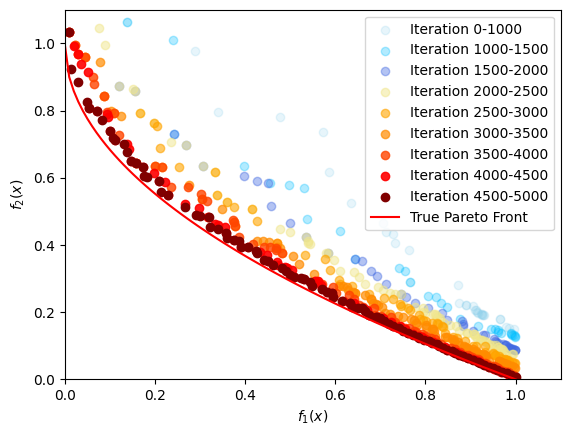 1.0
0.8
0.6
0.4
0.2
0.0
f₂(x)
0.0 0.2 0.4 0.6 0.8 1.0
f₁(x)
Iteration 0-1000
Iteration 1000-1500
Iteration 1500-2000
Iteration 2000-2500
Iteration 2500-3000
Iteration 3000-3500
Iteration 3500-4000
Iteration 4000-4500
Iteration 4500-5000
True Pareto Front